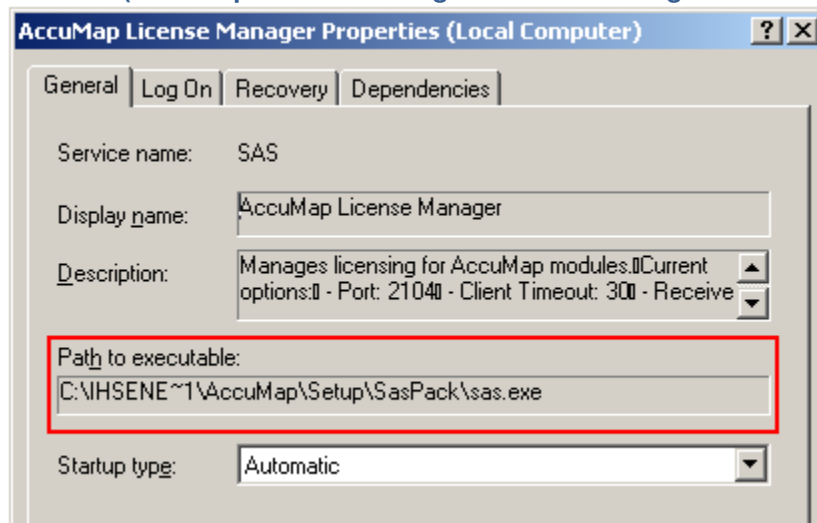 AccuMap License Manager Properties (Local Computer)
General Log On Recovery Dependencies
Service name: SAS
Display name: AccuMap License Manager
Description: Manages licensing for AccuMap modules.▯Current
options:▯ - Port: 2104▯ - Client Timeout: 30▯ - Receive
Path to executable:
C:\IHSENE~1\AccuMap\Setup\SasPack\sas.exe
Startup type: Automatic